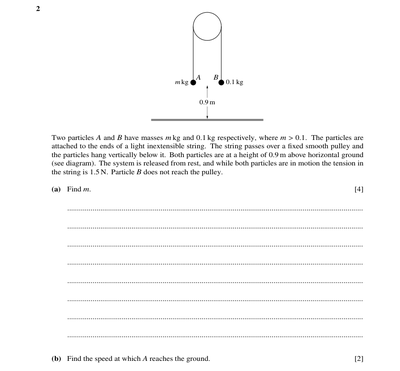 2
A B
m kg 0.1 kg
0.9 m
Two particles A and B have masses m kg and 0.1 kg respectively, where m > 0.1. The particles are
attached to the ends of a light inextensible string. The string passes over a fixed smooth pulley and
the particles hang vertically below it. Both particles are at a height of 0.9 m above horizontal ground
(see diagram). The system is released from rest, and while both particles are in motion the tension in
the string is 1.5 N. Particle B does not reach the pulley.
(a) Find m. [4]
(b) Find the speed at which A reaches the ground. [2]